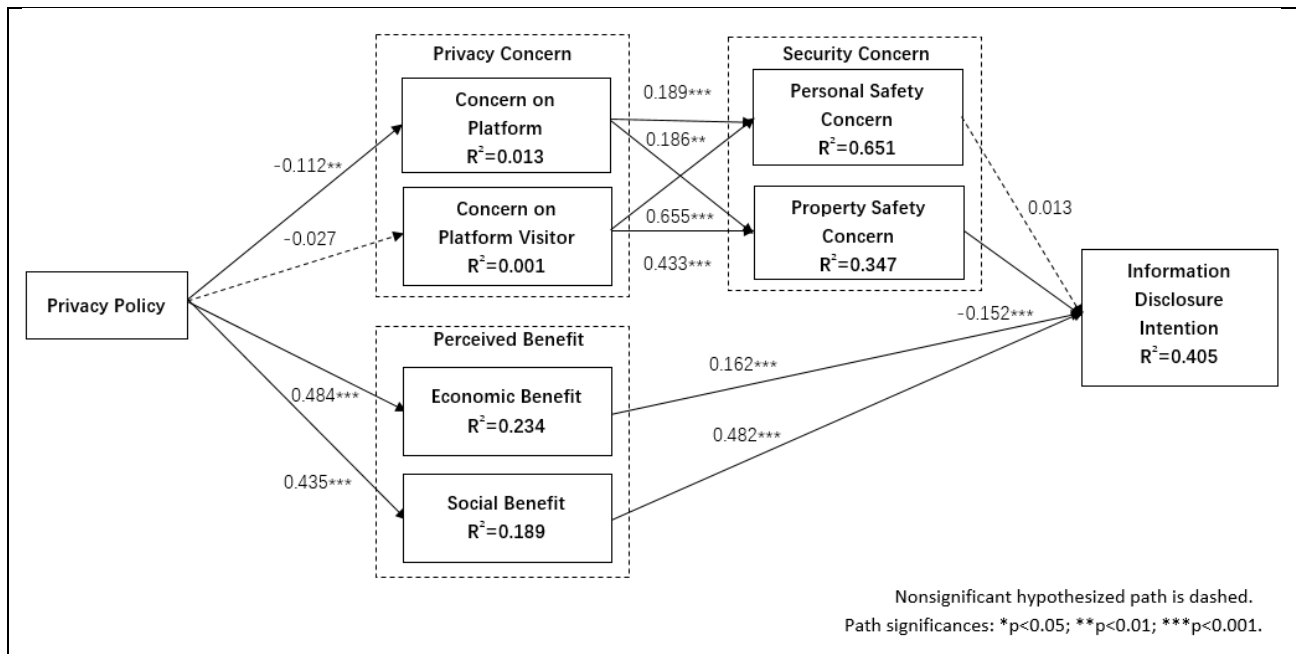 Privacy Concern
Security Concern
Concern on
Platform
R²=0.013
0.189***
Personal Safety
Concern
R²=0.651
0.186**
-0.112**
Concern on
Platform Visitor
R²=0.001
0.655***
Property Safety
Concern
R²=0.347
0.013
-0.027
0.433***
Privacy Policy
Information
Disclosure
Intention
R²=0.405
-0.152***
Perceived Benefit
0.162***
Economic Benefit
R²=0.234
0.484***
0.482***
Social Benefit
R²=0.189
0.435***
Nonsignificant hypothesized path is dashed.
Path significances: *p<0.05; **p<0.01; ***p<0.001.